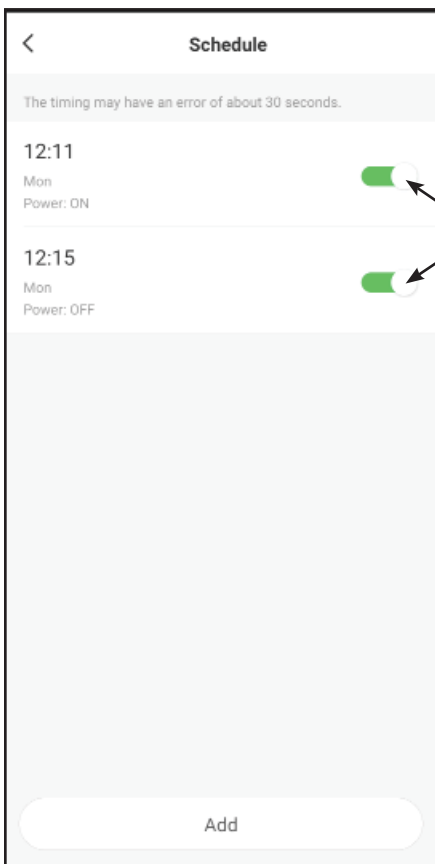 Schedule
The timing may have an error of about 30 seconds.
12:11
Mon
Power: ON
12:15
Mon
Power: OFF
Add